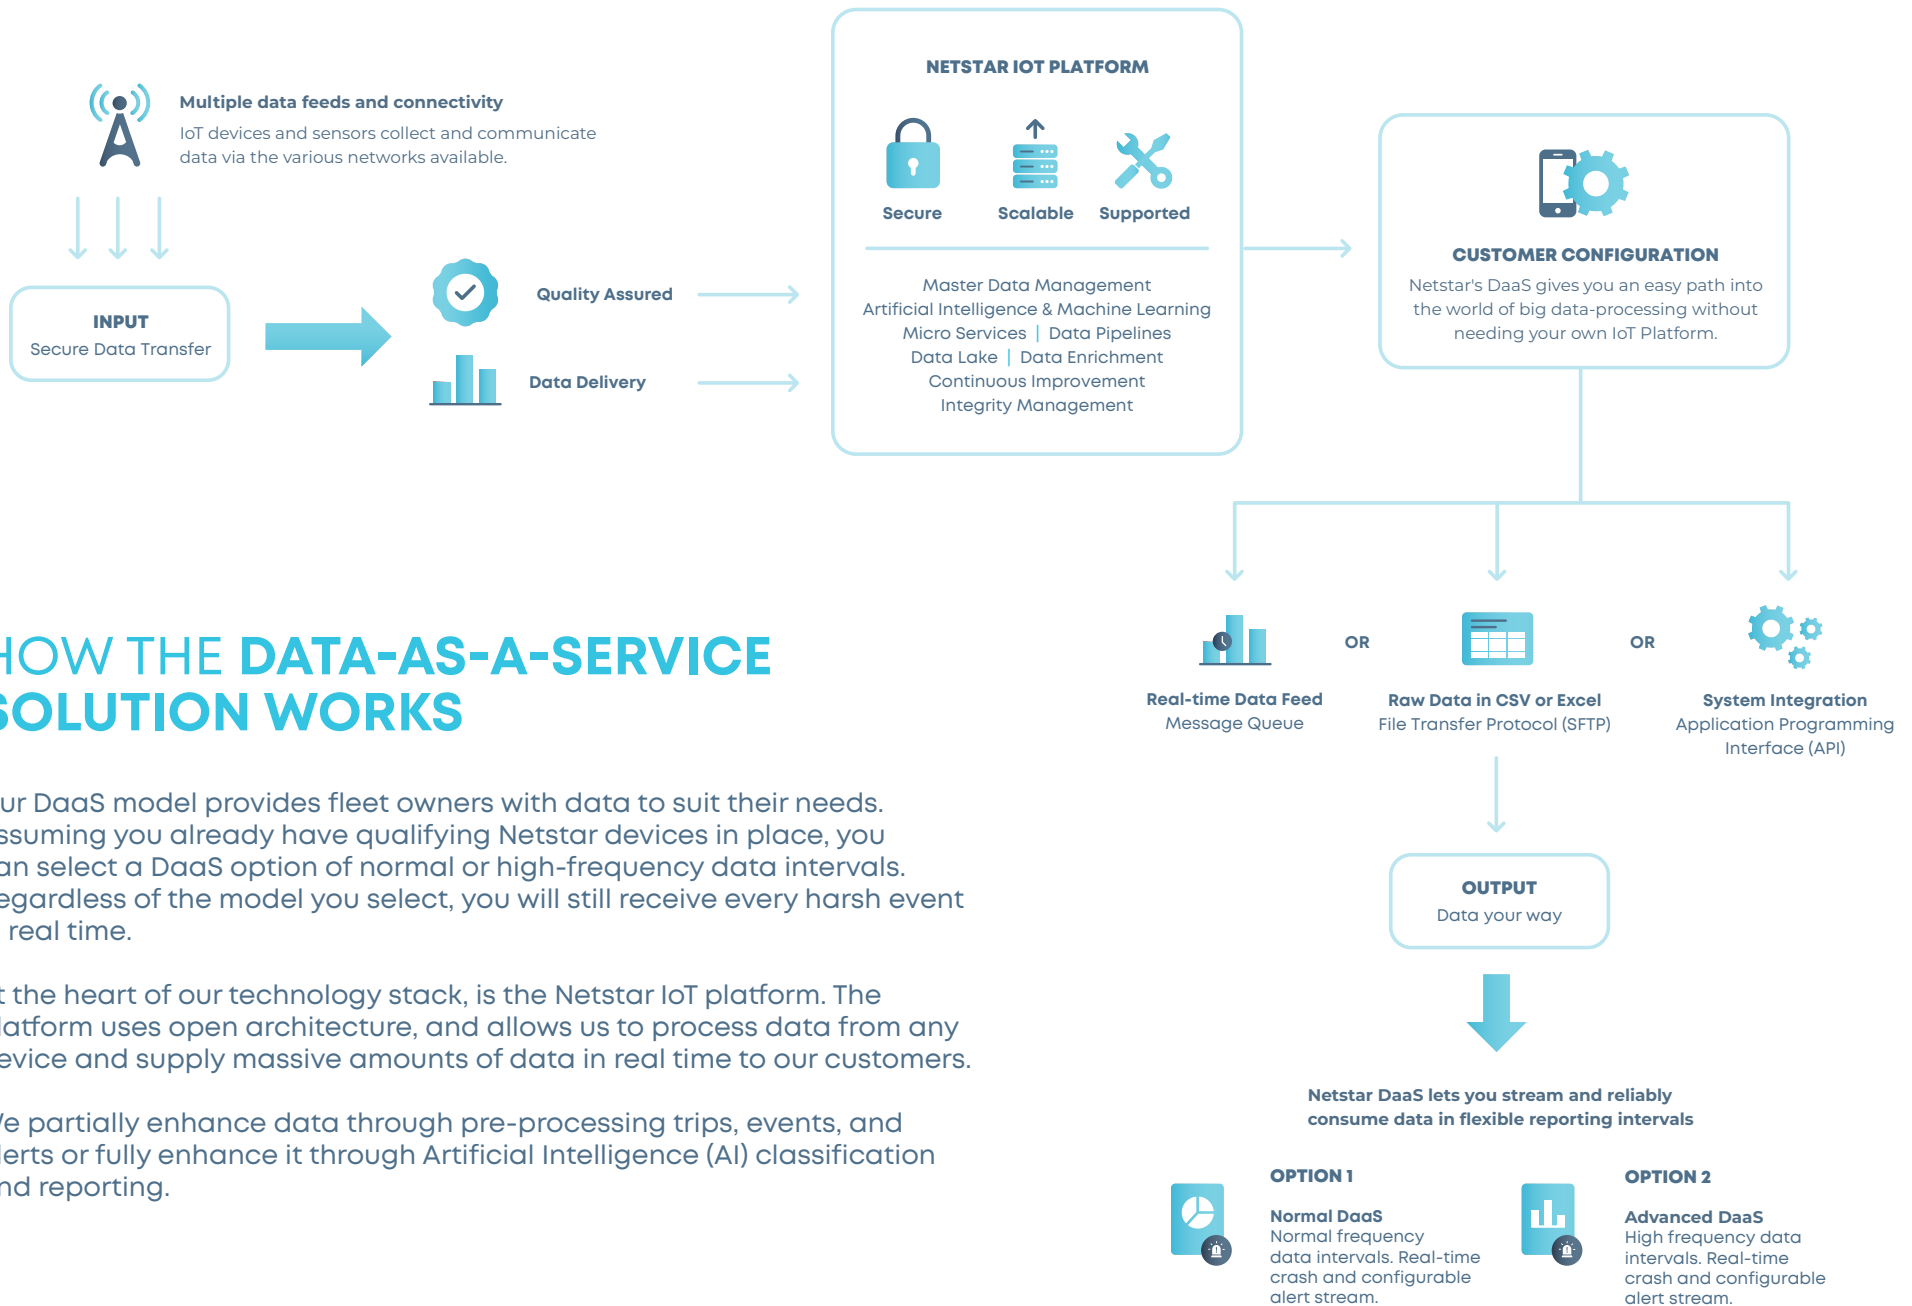 Multiple data feeds and connectivity
IoT devices and sensors collect and communicate
data via the various networks available.
INPUT
Secure Data Transfer
Quality Assured
Data Delivery
NETSTAR IOT PLATFORM
Secure
Scalable
Supported
Master Data Management
Artificial Intelligence & Machine Learning
Micro Services | Data Pipelines
Data Lake | Data Enrichment
Continuous Improvement
Integrity Management
CUSTOMER CONFIGURATION
Netstar's DaaS gives you an easy path into
the world of big data-processing without
needing your own IoT Platform.
HOW THE DATA-AS-A-SERVICE
SOLUTION WORKS
ur DaaS model provides fleet owners with data to suit their needs.
ssuming you already have qualifying Netstar devices in place, you
an select a DaaS option of normal or high-frequency data intervals.
egardless of the model you select, you will still receive every harsh event
real time.
t the heart of our technology stack, is the Netstar IoT platform. The
latform uses open architecture, and allows us to process data from any
evice and supply massive amounts of data in real time to our customers.
We partially enhance data through pre-processing trips, events, and
lerts or fully enhance it through Artificial Intelligence (AI) classification
nd reporting.
Real-time Data Feed
Message Queue
OR
Raw Data in CSV or Excel
File Transfer Protocol (SFTP)
OR
System Integration
Application Programming
Interface (API)
OUTPUT
Data your way
Netstar DaaS lets you stream and reliably
consume data in flexible reporting intervals
OPTION 1
Normal DaaS
Normal frequency
data intervals. Real-time
crash and configurable
alert stream.
OPTION 2
Advanced DaaS
High frequency data
intervals. Real-time
crash and configurable
alert stream.